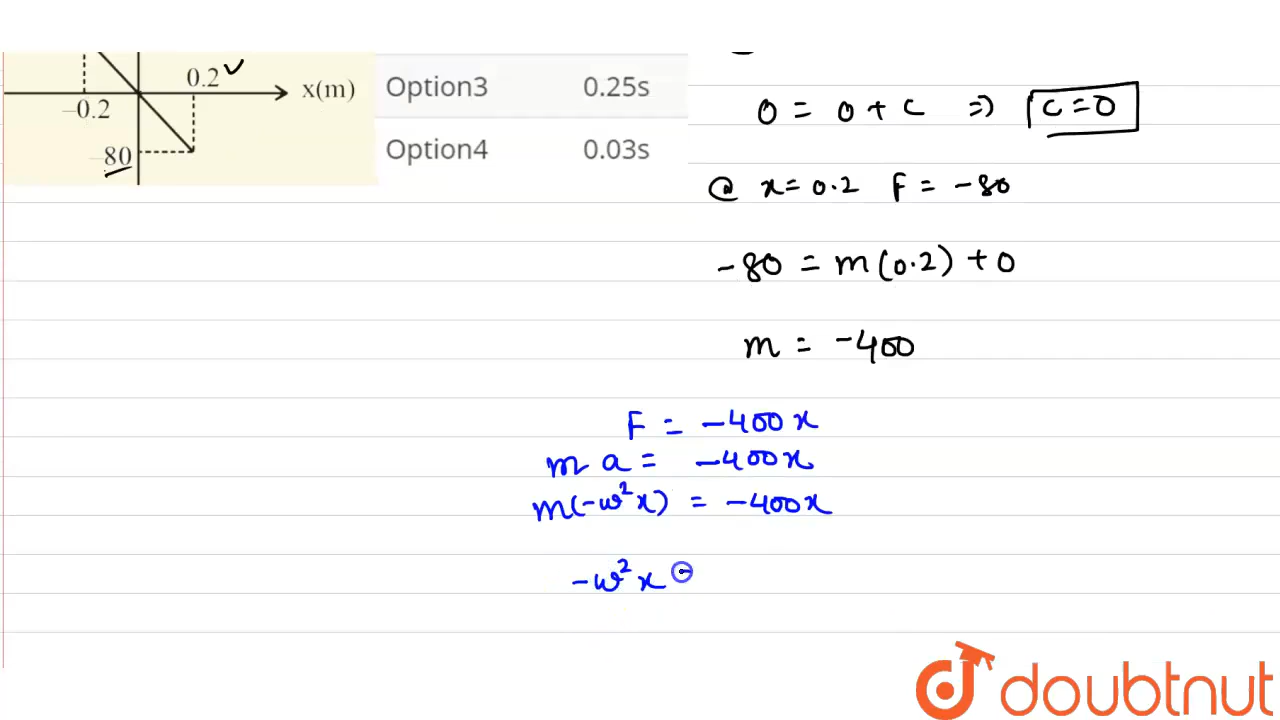 0.2 ✓
x(m)
-0.2
-80
Option3 0.25s
Option4 0.03s
0 = 0 + c ⇒ c = 0
@ x = 0.2 F = -80
-80 = m(0.2) + 0
m = -400
F = -400x
m a = -400x
m(-ω²x) = -400x
-ω²x
doubtnut